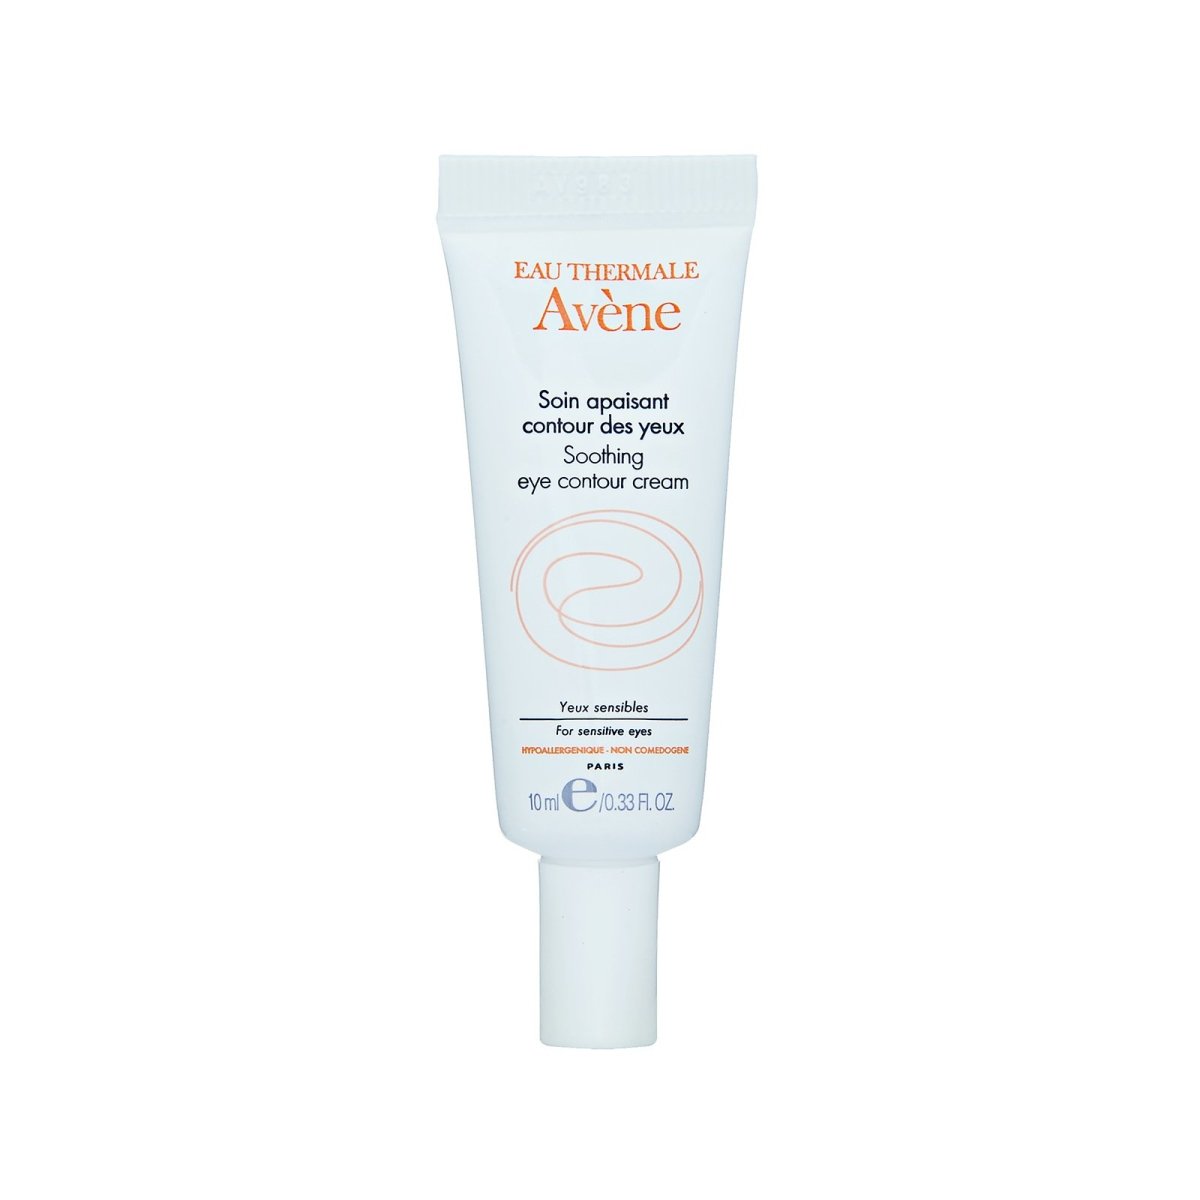 EAU THERMALE
Avène
Soin apaisant
contour des yeux
Soothing
eye contour cream
Yeux sensibles
For sensitive eyes
HYPOALLERGENIQUE - NON COMEDOGENE
PARIS
10 ml e/0.33 FL. OZ.